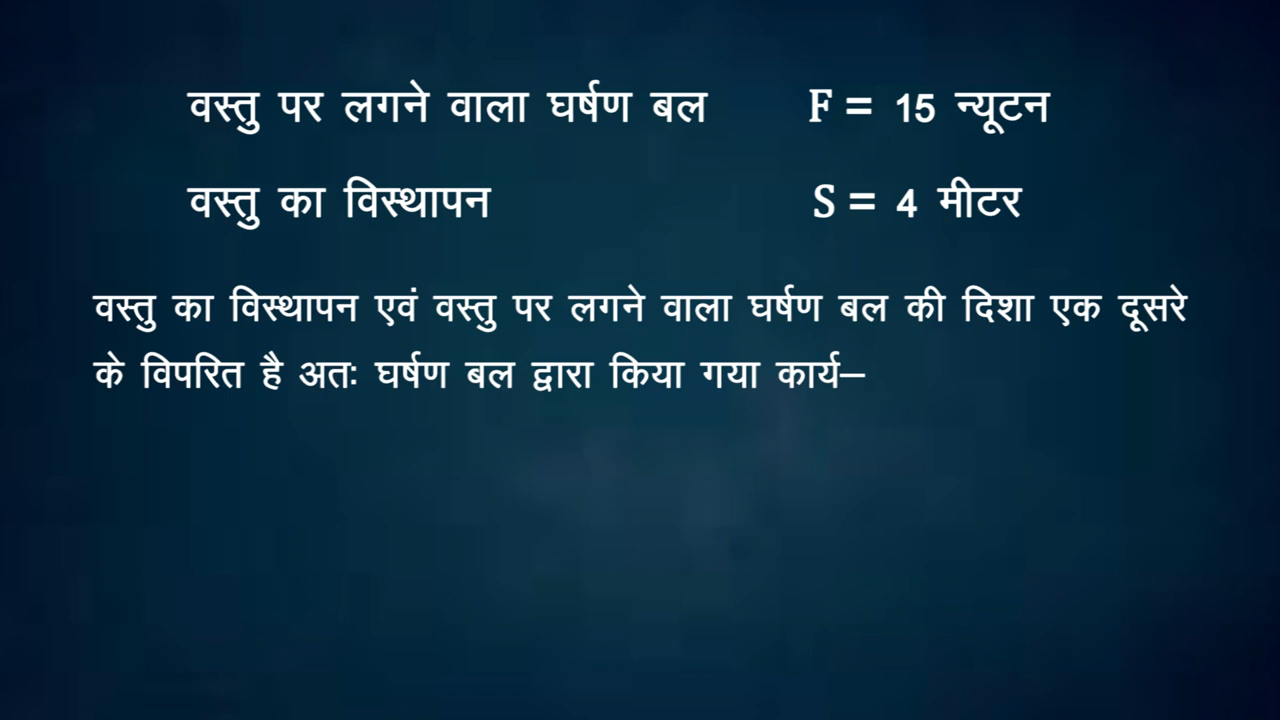 वस्तु पर लगने वाला घर्षण बल F = 15 न्यूटन
वस्तु का विस्थापन S = 4 मीटर
वस्तु का विस्थापन एवं वस्तु पर लगने वाला घर्षण बल की दिशा एक दूसरे
के विपरित है अतः घर्षण बल द्वारा किया गया कार्य–